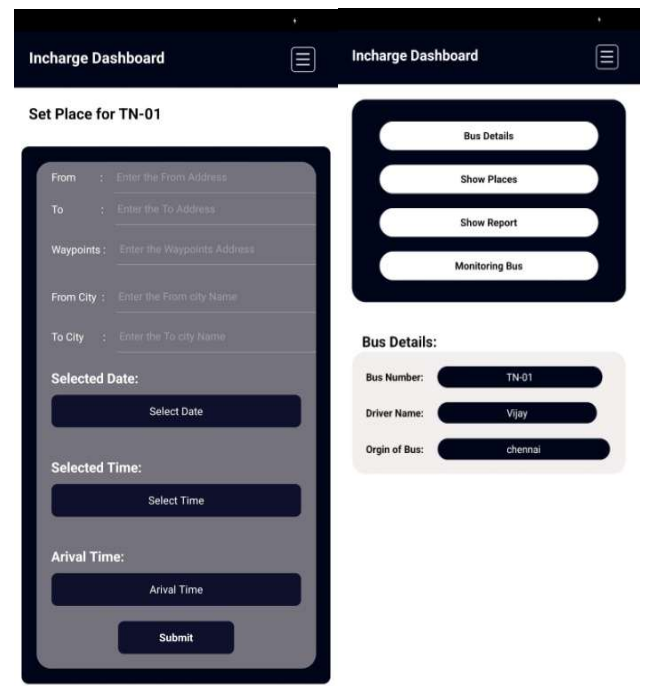 Incharge Dashboard
Set Place for TN-01
From : Enter the From Address
To : Enter the To Address
Waypoints : Enter the Waypoints Address
From City : Enter the From city Name
To City : Enter the To city Name
Selected Date:
Select Date
Selected Time:
Select Time
Arival Time:
Arival Time
Submit
Incharge Dashboard
Bus Details
Show Places
Show Report
Monitoring Bus
Bus Details:
Bus Number: TN-01
Driver Name: Vijay
Orgin of Bus: chennai